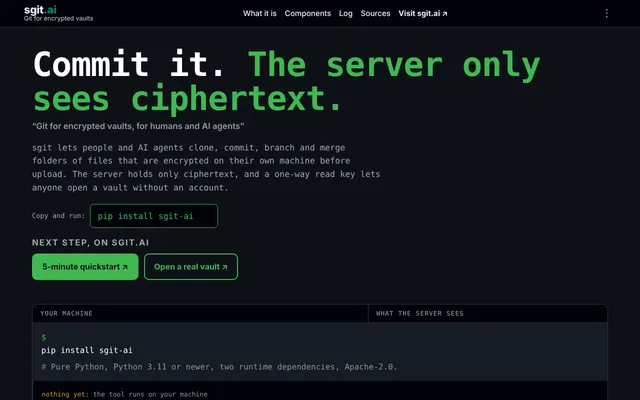 sgit.ai
Git for encrypted vaults
What it is Components Log Sources Visit sgit.ai ↗
⋮
Commit it. The server only
sees ciphertext.
“Git for encrypted vaults, for humans and AI agents”
sgit lets people and AI agents clone, commit, branch and merge
folders of files that are encrypted on their own machine before
upload. The server holds only ciphertext, and a one-way read key lets
anyone open a vault without an account.
Copy and run: pip install sgit-ai
NEXT STEP, ON SGIT.AI
5-minute quickstart ↗ Open a real vault ↗
YOUR MACHINE WHAT THE SERVER SEES
$
pip install sgit-ai
# Pure Python, Python 3.11 or newer, two runtime dependencies, Apache-2.0.
nothing yet: the tool runs on your machine